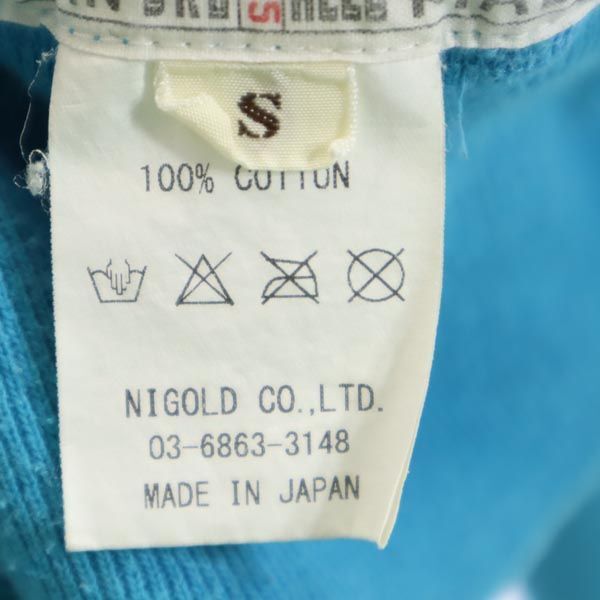 S
100% COTTON
NIGOLD CO.,LTD.
03-6863-3148
MADE IN JAPAN